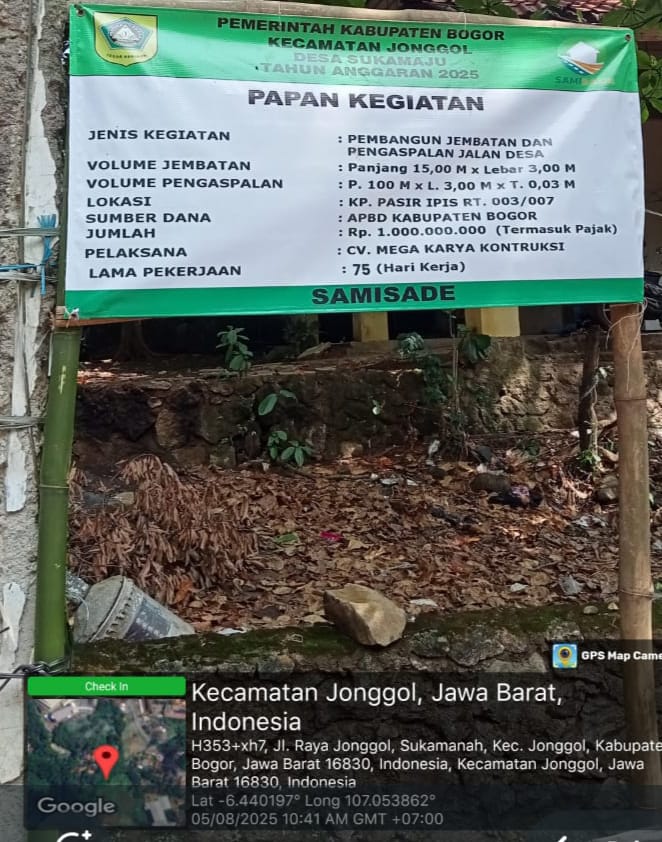 PEMERINTAH KABUPATEN BOGOR
KECAMATAN JONGGOL
DESA SUKAMAJU
TAHUN ANGGARAN 2025
PAPAN KEGIATAN
JENIS KEGIATAN : PEMBANGUN JEMBATAN DAN
PENGASPALAN JALAN DESA
VOLUME JEMBATAN : Panjang 15,00 M x Lebar 3,00 M
VOLUME PENGASPALAN : P. 100 M x L. 3,00 M x T. 0,03 M
LOKASI : KP. PASIR IPIS RT. 003/007
SUMBER DANA : APBD KABUPATEN BOGOR
JUMLAH : Rp. 1.000.000.000 (Termasuk Pajak)
PELAKSANA : CV. MEGA KARYA KONTRUKSI
LAMA PEKERJAAN : 75 (Hari Kerja)
SAMISADE
GPS Map Came
Check In
Kecamatan Jonggol, Jawa Barat,
Indonesia
H353+xh7, Jl. Raya Jonggol, Sukamanah, Kec. Jonggol, Kabupate
Bogor, Jawa Barat 16830, Indonesia, Kecamatan Jonggol, Jawa
Barat 16830, Indonesia
Lat -6.440197° Long 107.053862°
05/08/2025 10:41 AM GMT +07:00
Google